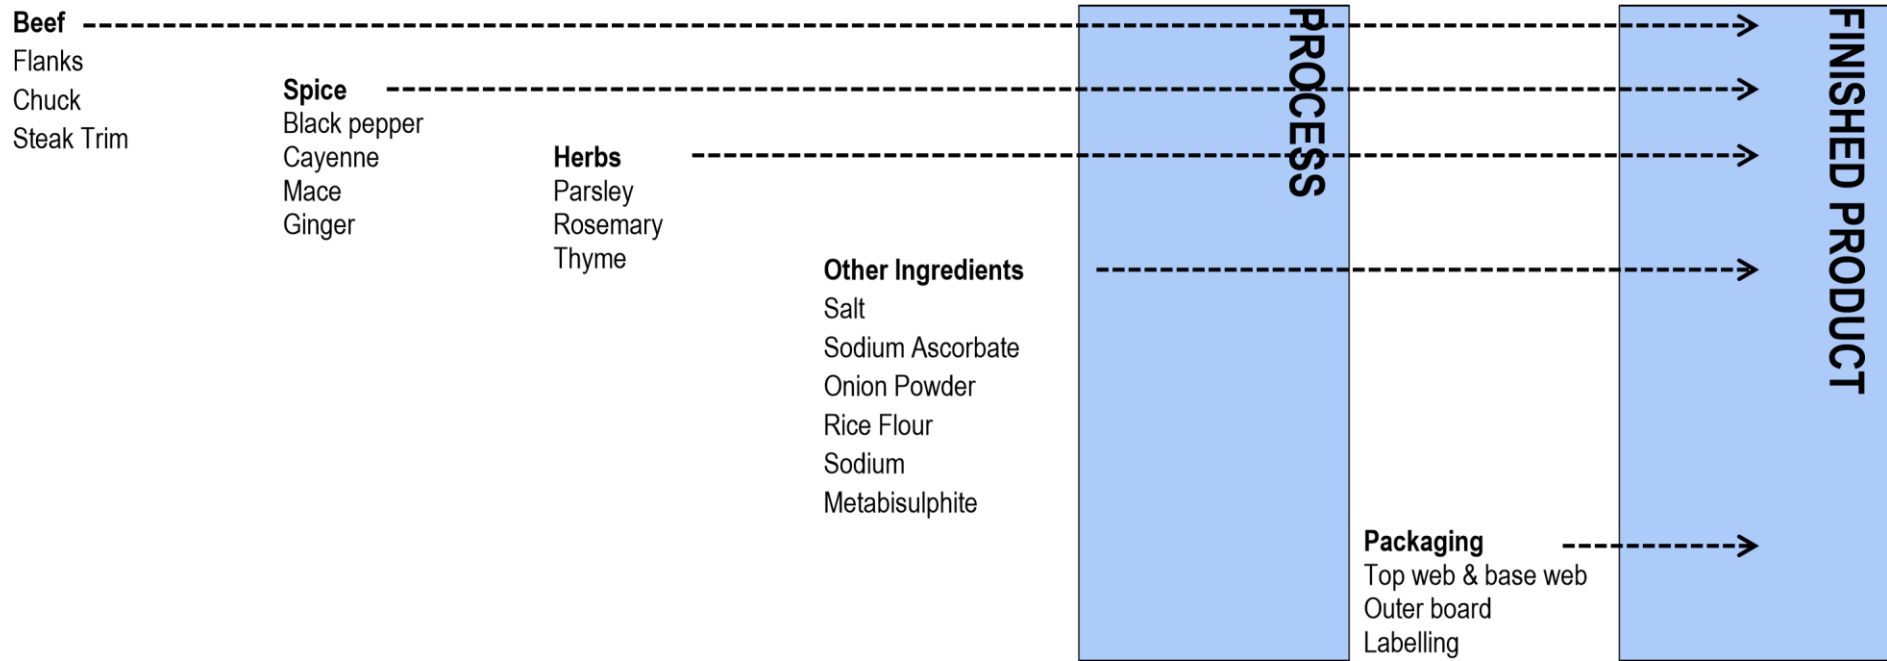 Beef
Flanks
Chuck
Steak Trim
Spice
Black pepper
Cayenne
Mace
Ginger
Herbs
Parsley
Rosemary
Thyme
Other Ingredients
Salt
Sodium Ascorbate
Onion Powder
Rice Flour
Sodium
Metabisulphite
PROCESS
Packaging
Top web & base web
Outer board
Labelling
FINISHED PRODUCT